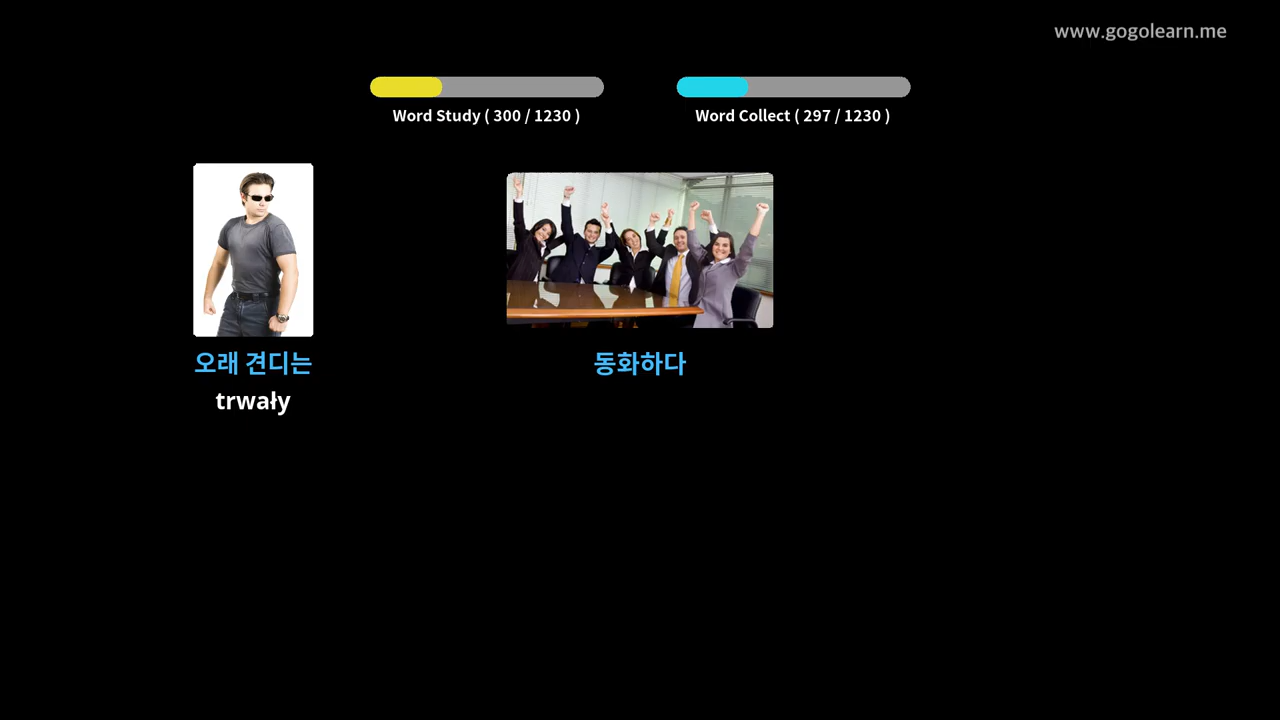 www.gogolearn.me
Word Study ( 300 / 1230 )
Word Collect ( 297 / 1230 )
오래 견디는
trwały
동화하다